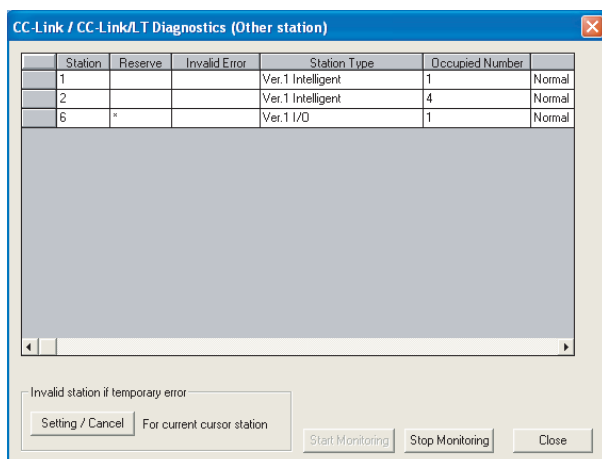 CC-Link / CC-Link/LT Diagnostics (Other station)
Station Reserve Invalid Error Station Type Occupied Number
1 Ver.1 Intelligent 1 Normal
2 Ver.1 Intelligent 4 Normal
6 * Ver.1 I/O 1 Normal
Invalid station if temporary error
Setting / Cancel For current cursor station
Start Monitoring Stop Monitoring Close